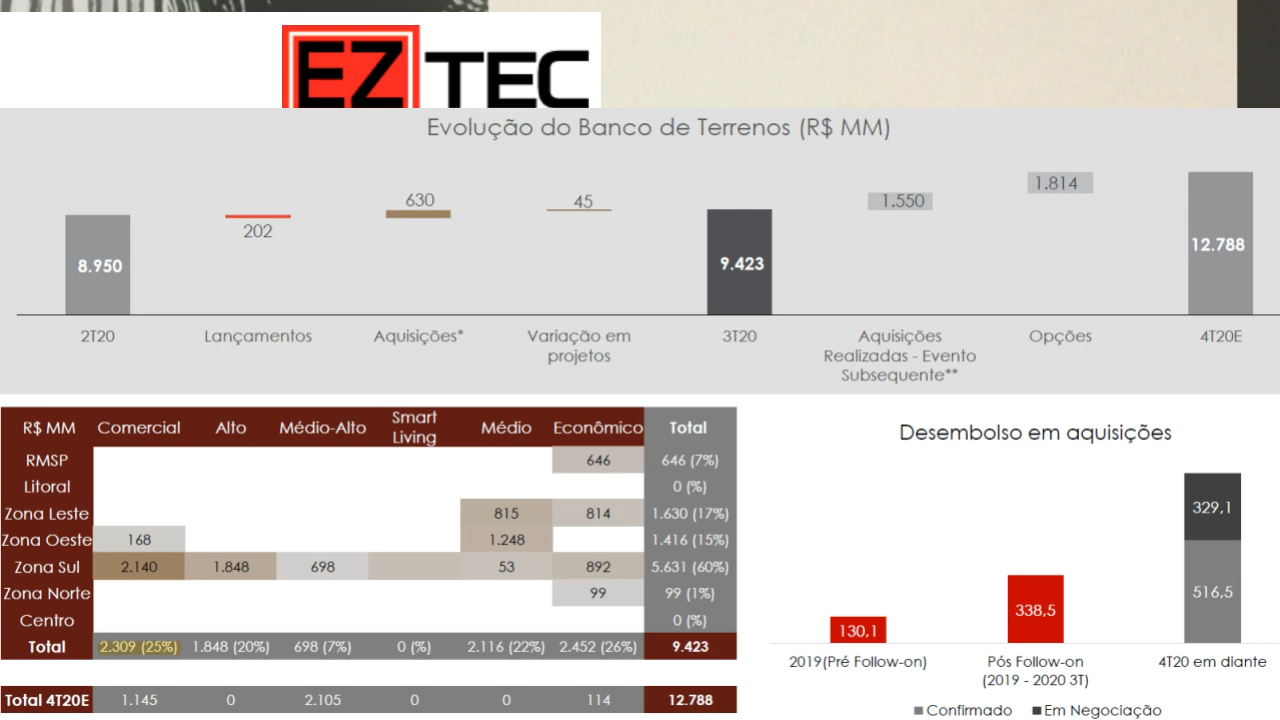 EZ TEC
Evolução do Banco de Terrenos (R$ MM)
8.950
202
630
45
9.423
1.550
1.814
12.788
2T20
Lançamentos
Aquisições*
Variação em
projetos
3T20
Aquisições
Realizadas - Evento
Subsequente**
Opções
4T20E
R$ MM Comercial Alto Médio-Alto Smart Living Médio Econômico Total
RMSP 646 646 (7%)
Litoral 0 (%)
Zona Leste 815 814 1.630 (17%)
Zona Oeste 168 1.248 1.416 (15%)
Zona Sul 2.140 1.848 698 53 892 5.631 (60%)
Zona Norte 99 99 (1%)
Centro 0 (%)
Total 2.309 (25%) 1.848 (20%) 698 (7%) 0 (%) 2.116 (22%) 2.452 (26%) 9.423
Total 4T20E 1.145 0 2.105 0 0 114 12.788
Desembolso em aquisições
130,1
338,5
329,1
516,5
2019(Pré Follow-on)
Pós Follow-on
(2019 - 2020 3T)
4T20 em diante
Confirmado Em Negociação